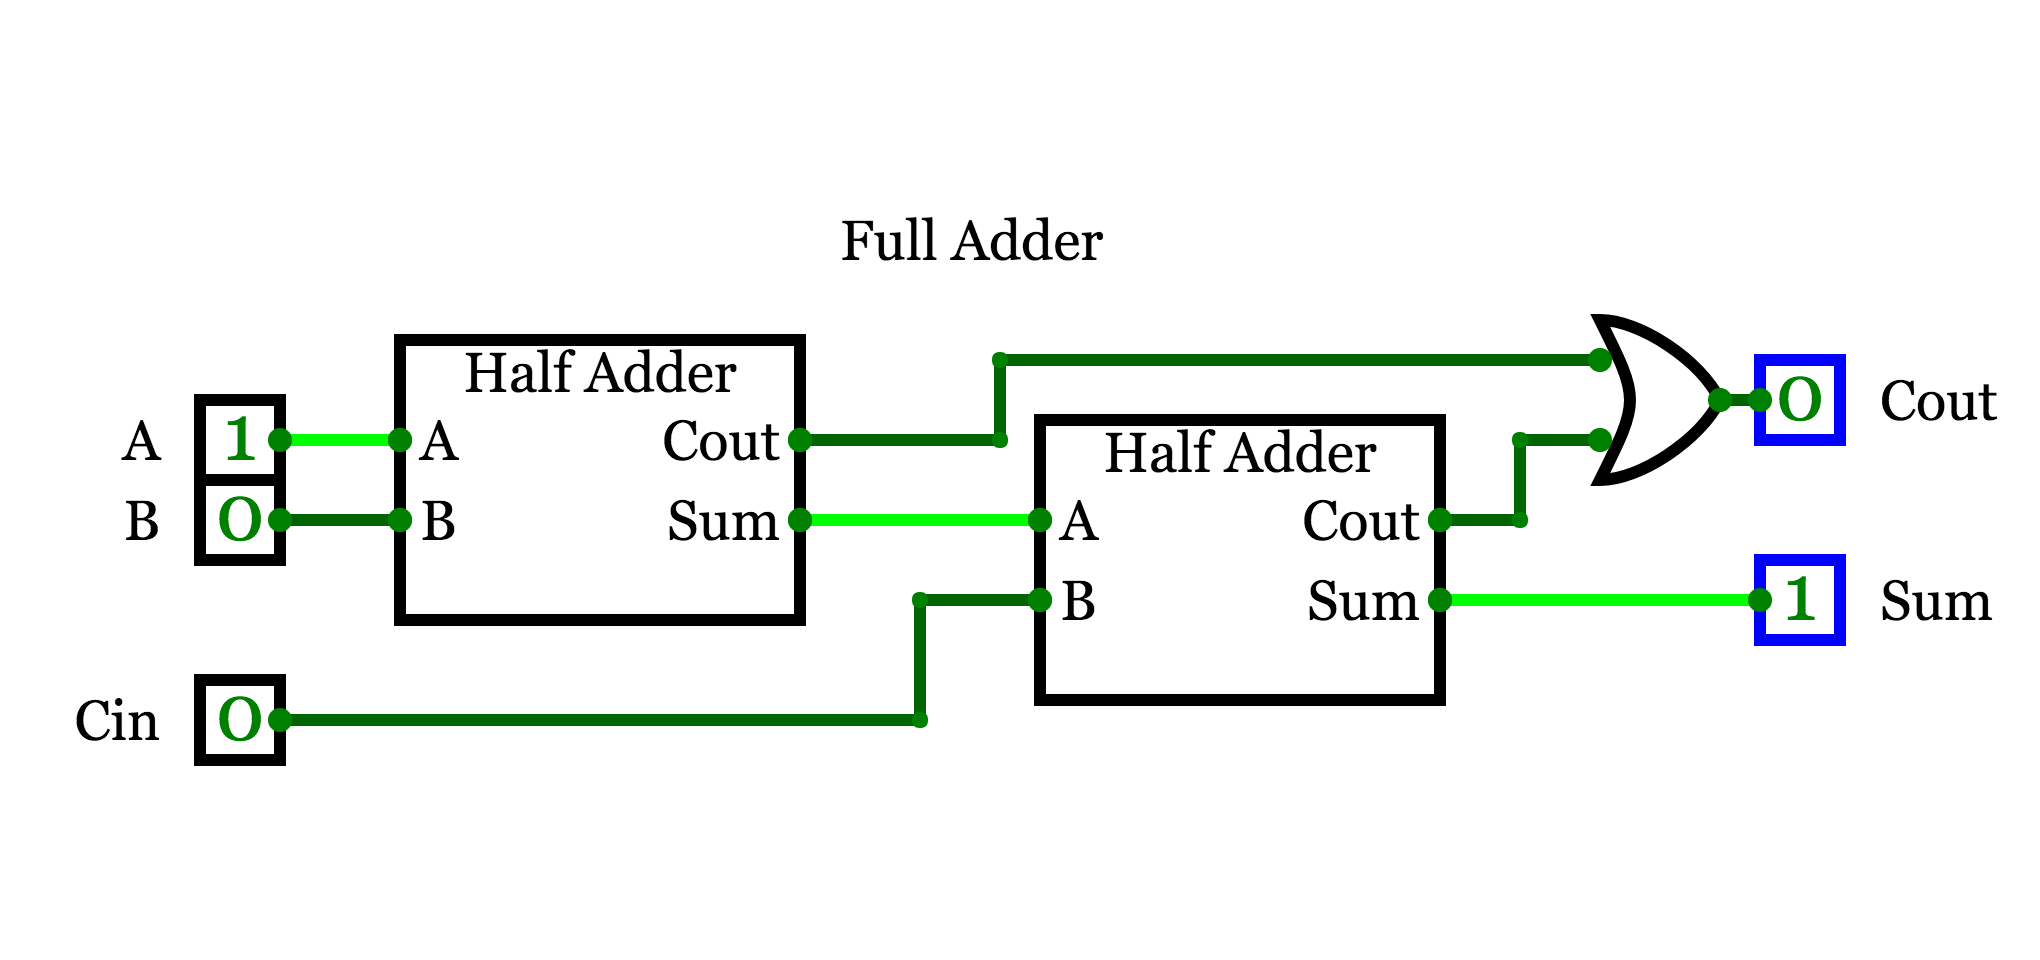 Full Adder
Half Adder
A 1 A Cout
B 0 B Sum
Half Adder
A Cout
B Sum
0 Cout
1 Sum
Cin 0